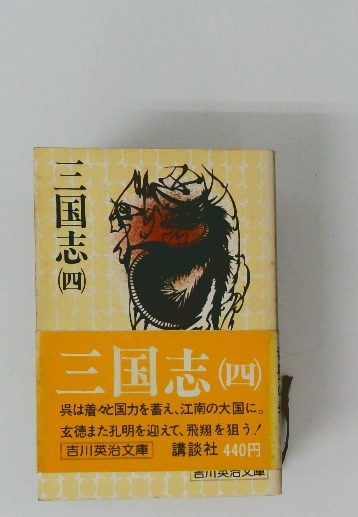 三国志
(四)
三国志(四)
呉は着々と国力を蓄え、江南の大国に。
玄徳また孔明を迎えて、飛翔を狙う!
吉川英治文庫 講談社 440円
吉川英治文庫